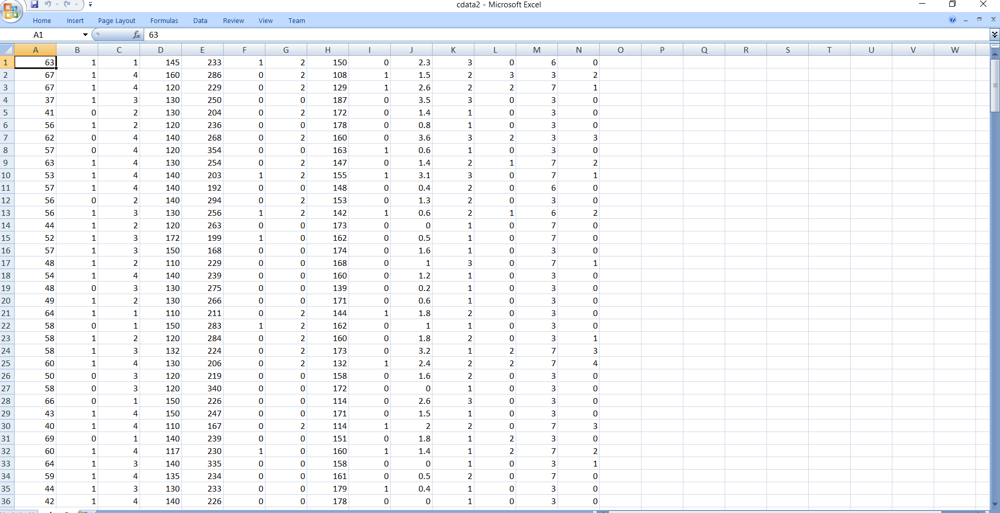 cdata2 - Microsoft Excel
Home Insert Page Layout Formulas Data Review View Team
A1 fx 63
A B C D E F G H I J K L M N O P Q R S T U V W
1 63 1 1 145 233 1 2 150 0 2.3 3 0 6 0
2 67 1 4 160 286 0 2 108 1 1.5 2 3 3 2
3 67 1 4 120 229 0 2 129 1 2.6 2 2 7 1
4 37 1 3 130 250 0 0 187 0 3.5 3 0 3 0
5 41 0 2 130 204 0 2 172 0 1.4 1 0 3 0
6 56 1 2 120 236 0 0 178 0 0.8 1 0 3 0
7 62 0 4 140 268 0 2 160 0 3.6 3 2 3 3
8 57 0 4 120 354 0 0 163 1 0.6 1 0 3 0
9 63 1 4 130 254 0 2 147 0 1.4 2 1 7 2
10 53 1 4 140 203 1 2 155 1 3.1 3 0 7 1
11 57 1 4 140 192 0 0 148 0 0.4 2 0 6 0
12 56 0 2 140 294 0 2 153 0 1.3 2 0 3 0
13 56 1 3 130 256 1 2 142 1 0.6 2 1 6 2
14 44 1 2 120 263 0 0 173 0 0 1 0 7 0
15 52 1 3 172 199 1 0 162 0 0.5 1 0 7 0
16 57 1 3 150 168 0 0 174 0 1.6 1 0 3 0
17 48 1 2 110 229 0 0 168 0 1 3 0 7 1
18 54 1 4 140 239 0 0 160 0 1.2 1 0 3 0
19 48 0 3 130 275 0 0 139 0 0.2 1 0 3 0
20 49 1 2 130 266 0 0 171 0 0.6 1 0 3 0
21 64 1 1 110 211 0 2 144 1 1.8 2 0 3 0
22 58 0 1 150 283 1 2 162 0 1 1 0 3 0
23 58 1 2 120 284 0 2 160 0 1.8 2 0 3 1
24 58 1 3 132 224 0 2 173 0 3.2 1 2 7 3
25 60 1 4 130 206 0 2 132 1 2.4 2 2 7 4
26 50 0 3 120 219 0 0 158 0 1.6 2 0 3 0
27 58 0 3 120 340 0 0 172 0 0 1 0 3 0
28 66 0 1 150 226 0 0 114 0 2.6 3 0 3 0
29 43 1 4 150 247 0 0 171 0 1.5 1 0 3 0
30 40 1 4 110 167 0 2 114 1 2 2 0 7 3
31 69 0 1 140 239 0 0 151 0 1.8 1 2 3 0
32 60 1 4 117 230 1 0 160 1 1.4 1 2 7 2
33 64 1 3 140 335 0 0 158 0 0 1 0 3 1
34 59 1 4 135 234 0 0 161 0 0.5 2 0 7 0
35 44 1 3 130 233 0 0 179 1 0.4 1 0 3 0
36 42 1 4 140 226 0 0 178 0 0 1 0 3 0